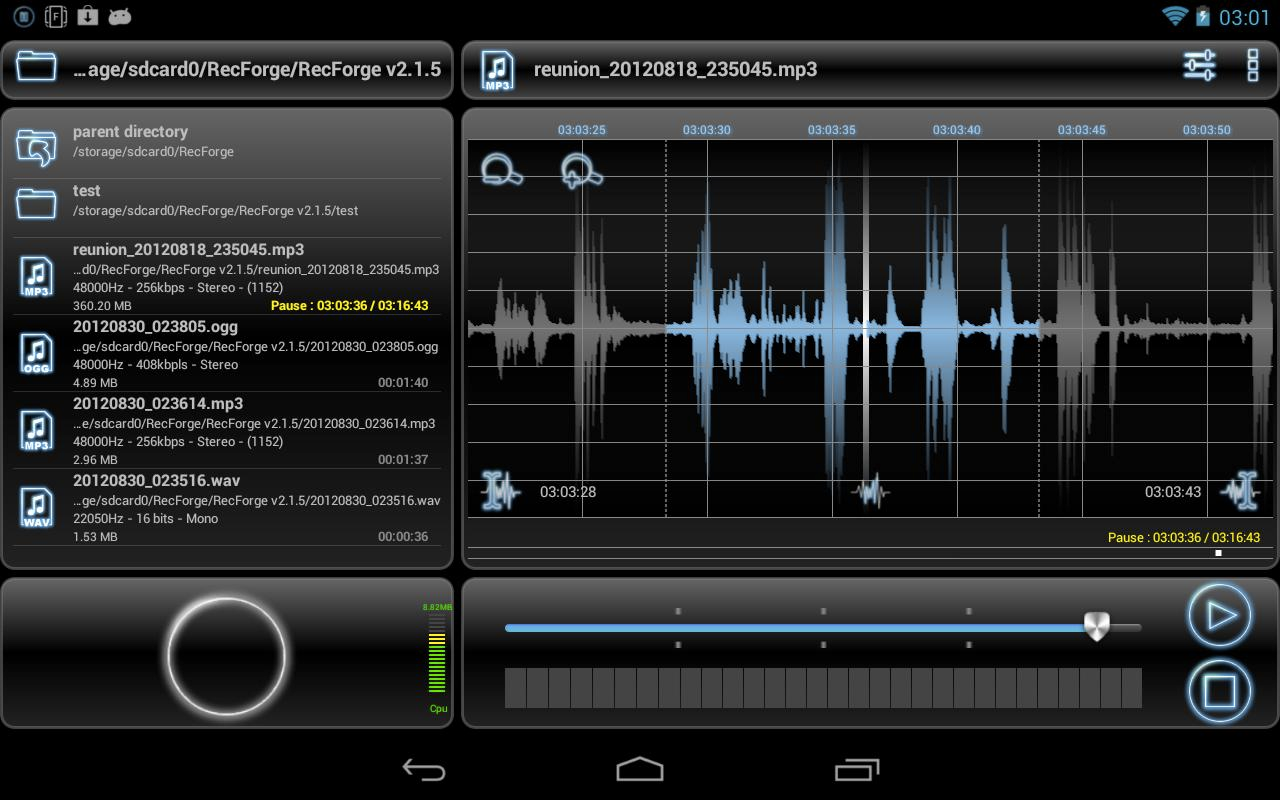 03:01
…age/sdcard0/RecForge/RecForge v2.1.5
parent directory
/storage/sdcard0/RecForge
test
/storage/sdcard0/RecForge/RecForge v2.1.5/test
MP3
reunion_20120818_235045.mp3
…d0/RecForge/RecForge v2.1.5/reunion_20120818_235045.mp3
48000Hz - 256kbps - Stereo - (1152)
360.20 MB
Pause : 03:03:36 / 03:16:43
OGG
20120830_023805.ogg
…ge/sdcard0/RecForge/RecForge v2.1.5/20120830_023805.ogg
48000Hz - 408kbpls - Stereo
4.89 MB
00:01:40
MP3
20120830_023614.mp3
…e/sdcard0/RecForge/RecForge v2.1.5/20120830_023614.mp3
48000Hz - 256kbps - Stereo - (1152)
2.96 MB
00:01:37
WAV
20120830_023516.wav
…ge/sdcard0/RecForge/RecForge v2.1.5/20120830_023516.wav
22050Hz - 16 bits - Mono
1.53 MB
00:00:36
8.82MB
Cpu
MP3
reunion_20120818_235045.mp3
03:03:25
03:03:30
03:03:35
03:03:40
03:03:45
03:03:50
03:03:28
03:03:43
Pause : 03:03:36 / 03:16:43